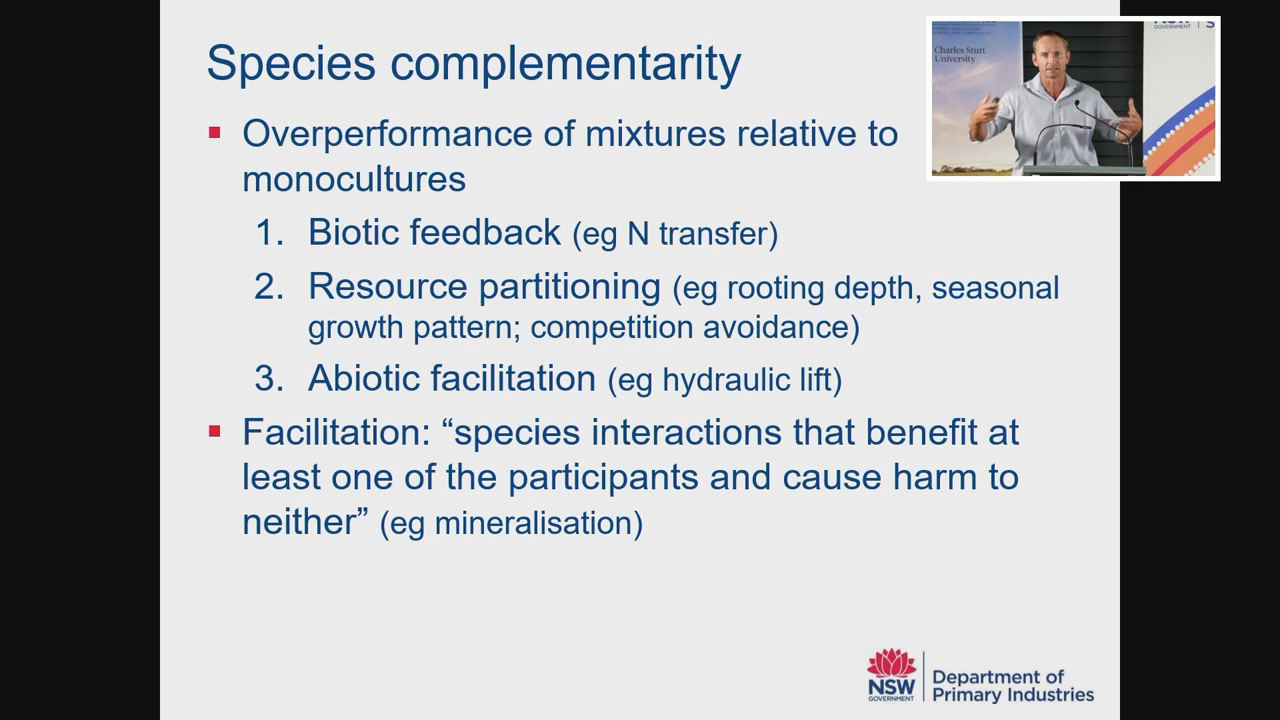 Species complementarity
▪ Overperformance of mixtures relative to
monocultures
1. Biotic feedback (eg N transfer)
2. Resource partitioning (eg rooting depth, seasonal
growth pattern; competition avoidance)
3. Abiotic facilitation (eg hydraulic lift)
▪ Facilitation: “species interactions that benefit at
least one of the participants and cause harm to
neither” (eg mineralisation)
Charles Sturt
University
GOVERNMENT
S
NSW
GOVERNMENT
Department of
Primary Industries